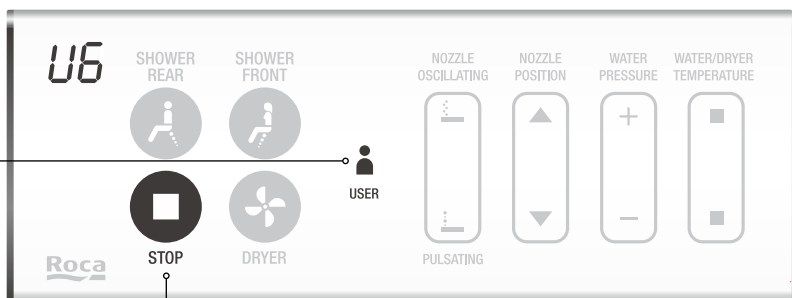 U6
SHOWER
REAR
SHOWER
FRONT
NOZZLE
OSCILLATING
NOZZLE
POSITION
WATER
PRESSURE
WATER/DRYER
TEMPERATURE
USER
STOP
DRYER
PULSATING
Roca